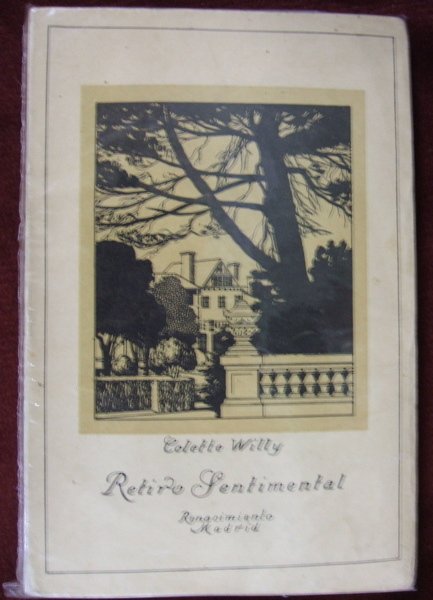 Colette Willy
Retiro Sentimental
Renacimiento
Madrid